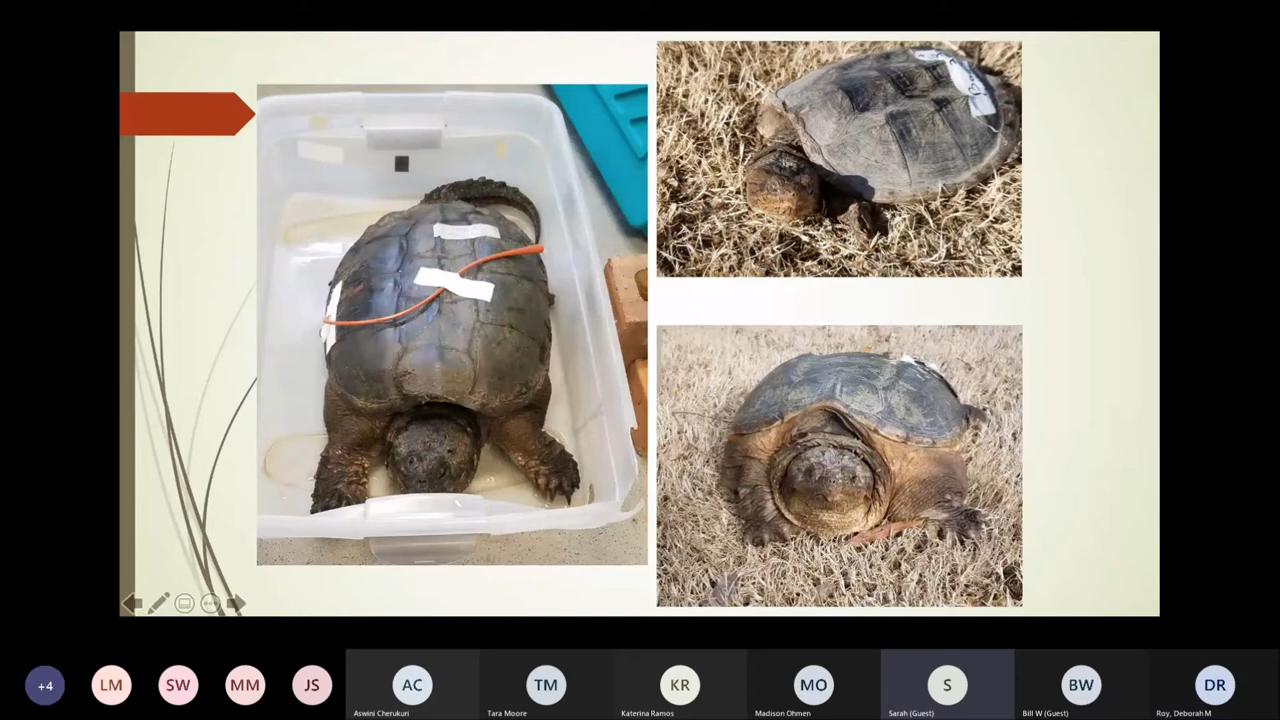 +4
LM
SW
MM
JS
AC
TM
KR
MO
S
BW
DR
Aswini Cherukuri
Tara Moore
Katerina Ramos
Madison Ohmen
Sarah (Guest)
Bill W (Guest)
Roy, Deborah M